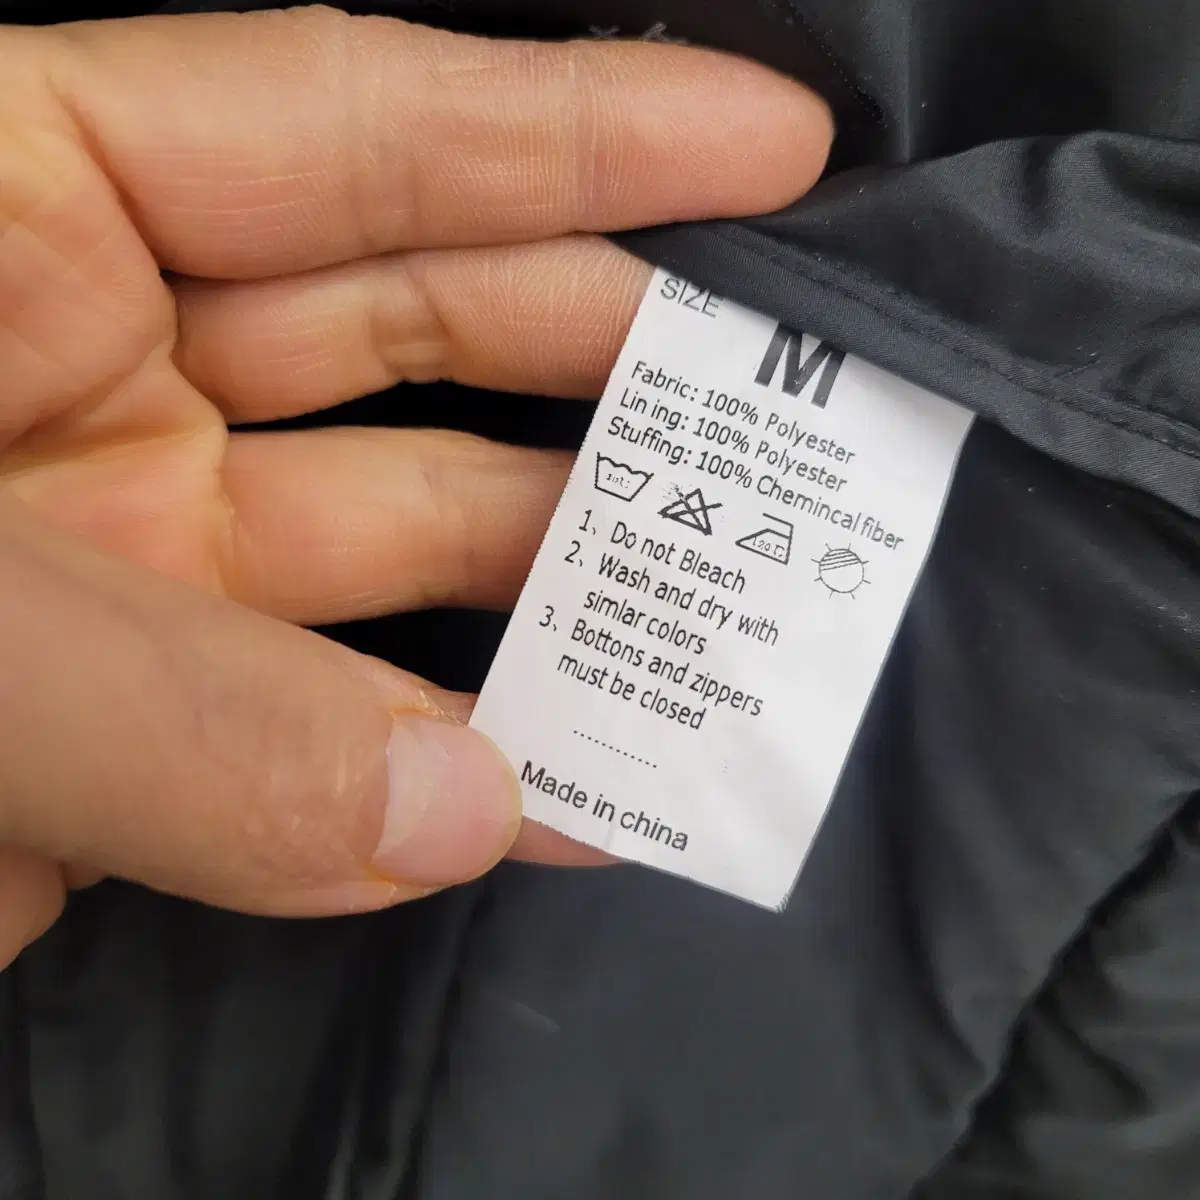 SIZE
M
Fabric: 100% Polyester
Lin ing: 100% Polyester
Stuffing: 100% Chemincal fiber
1、Do not Bleach
2、Wash and dry with
simlar colors
3、Bottons and zippers
must be closed
............
Made in china